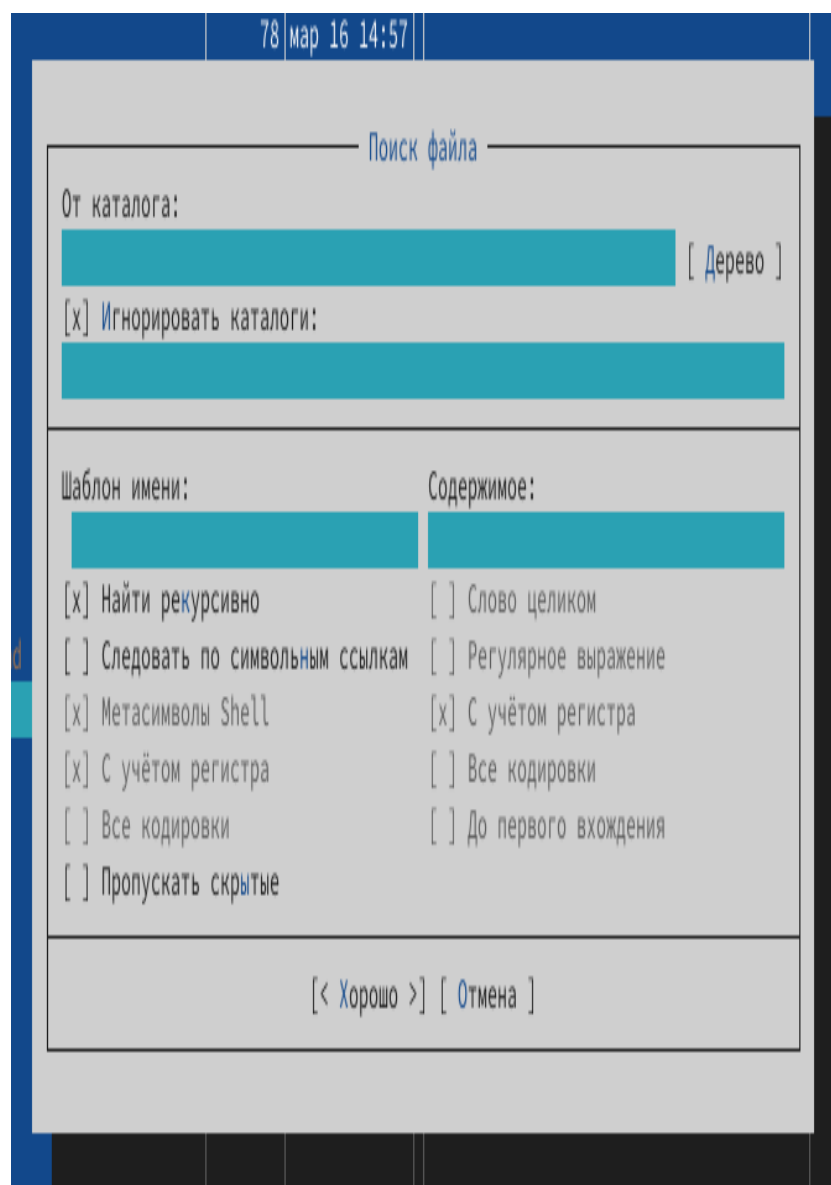 78 мар 16 14:57
Поиск файла
От каталога:
[ Дерево ]
[x] Игнорировать каталоги:
Шаблон имени: Содержимое:
[x] Найти рекурсивно [ ] Слово целиком
d [ ] Следовать по символьным ссылкам [ ] Регулярное выражение
[x] Метасимволы Shell [x] С учётом регистра
[x] С учётом регистра [ ] Все кодировки
[ ] Все кодировки [ ] До первого вхождения
[ ] Пропускать скрытые
[< Хорошо >] [ Отмена ]